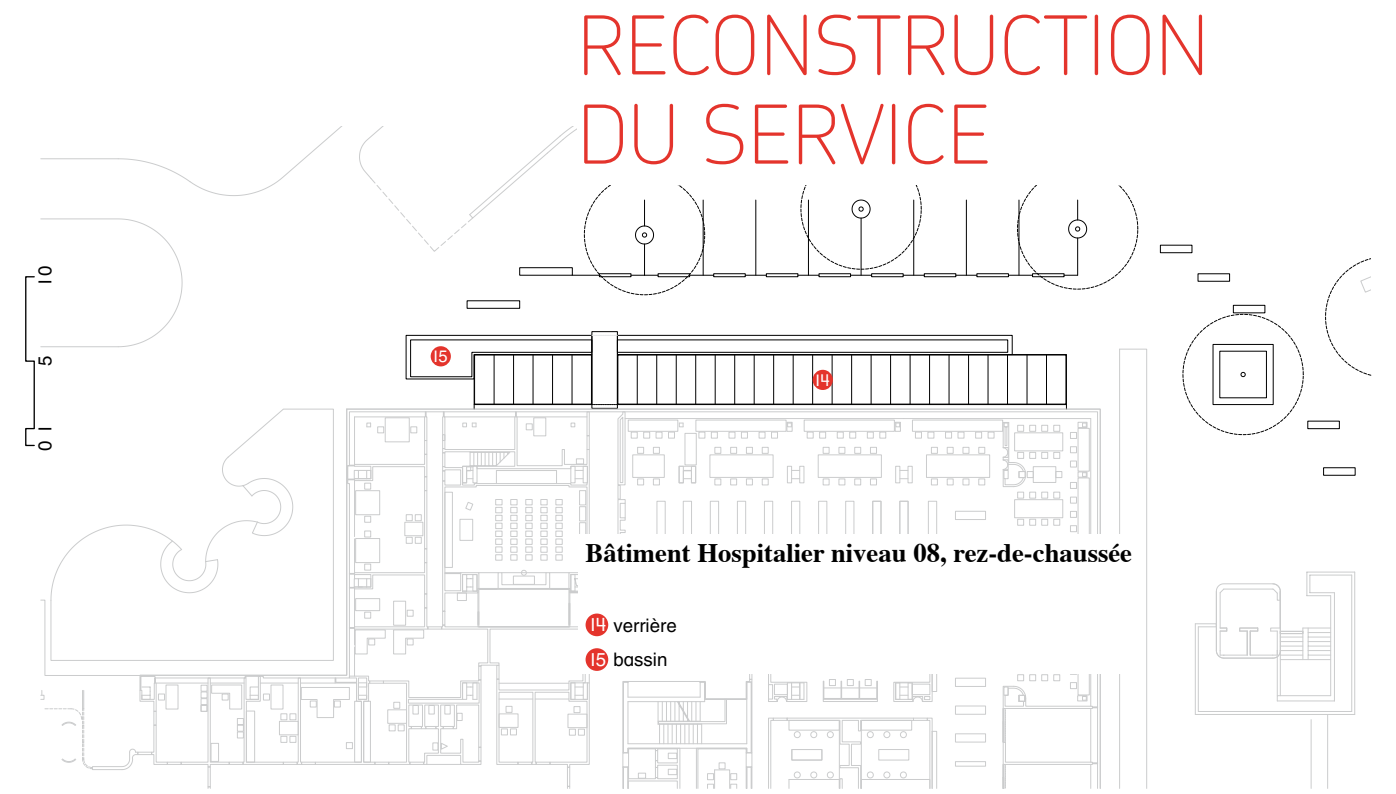 RECONSTRUCTION
DU SERVICE
10
5
1
0
15
14
Bâtiment Hospitalier niveau 08, rez-de-chaussée
14 verrière
15 bassin